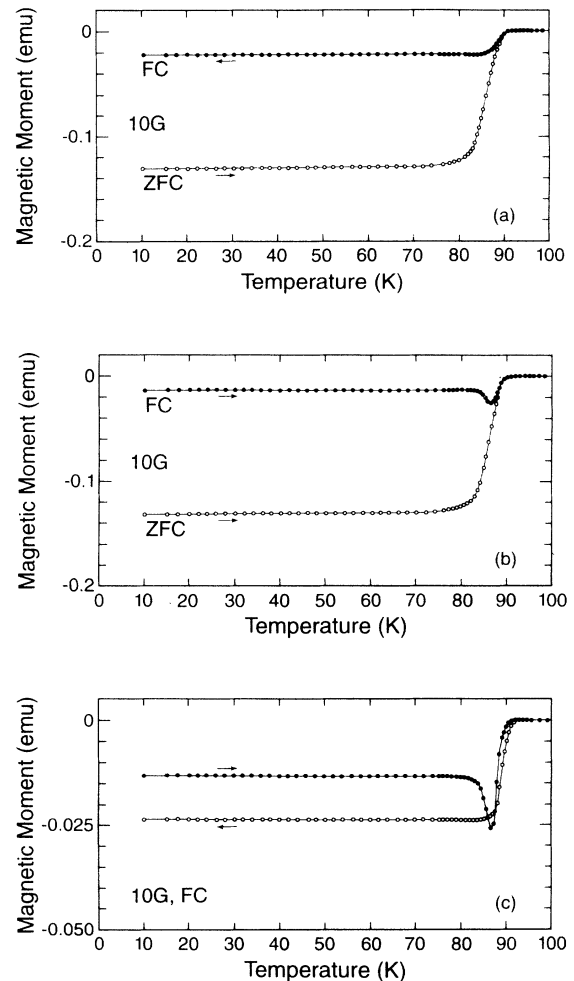 Magnetic Moment (emu)
0
-0.1
-0.2
FC
10G
ZFC
(a)
0 10 20 30 40 50 60 70 80 90 100
Temperature (K)
Magnetic Moment (emu)
0
-0.1
-0.2
FC
10G
ZFC
(b)
0 10 20 30 40 50 60 70 80 90 100
Temperature (K)
Magnetic Moment (emu)
0
-0.025
-0.050
10G, FC
(c)
0 10 20 30 40 50 60 70 80 90 100
Temperature (K)